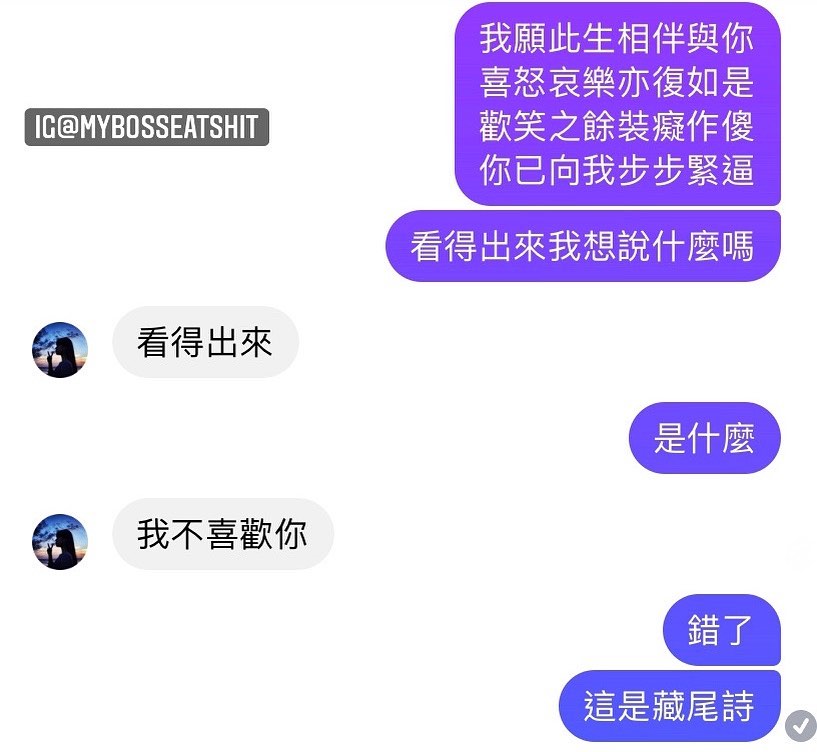 我願此生相伴與你
喜怒哀樂亦復如是
歡笑之餘裝癡作傻
你已向我步步緊逼
IG@MYBOSSEATSHIT
看得出來我想說什麼嗎
看得出來
是什麼
我不喜歡你
錯了
這是藏尾詩